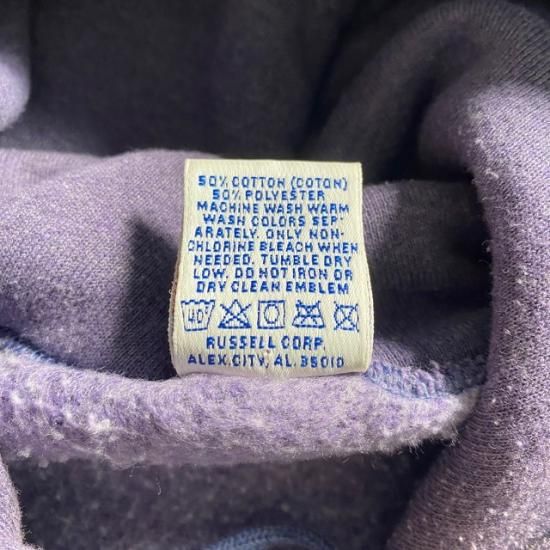 50% COTTON (COTON)
50% POLYESTER
MACHINE WASH WARM
WASH COLORS SEP-
ARATELY. ONLY NON-
CHLORINE BLEACH WHEN
NEEDED. TUMBLE DRY
LOW. DO NOT IRON OR
DRY CLEAN EMBLEM
40°
RUSSELL CORP.
ALEX. CITY, AL. 35010